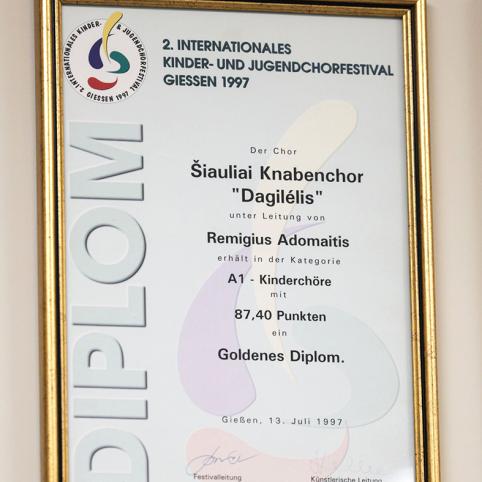 2. INTERNATIONALES KINDER- & JUGENDCHORFESTIVAL
GIESSEN 1997
2. INTERNATIONALES
KINDER- UND JUGENDCHORFESTIVAL
GIESSEN 1997
DIPLOM
Der Chor
Šiauliai Knabenchor
"Dagilélis"
unter Leitung von
Remigius Adomaitis
erhält in der Kategorie
A1 - Kinderchöre
mit
87,40 Punkten
ein
Goldenes Diplom.
Gießen, 13. Juli 1997
Festivalleitung
Künstlerische Leitung